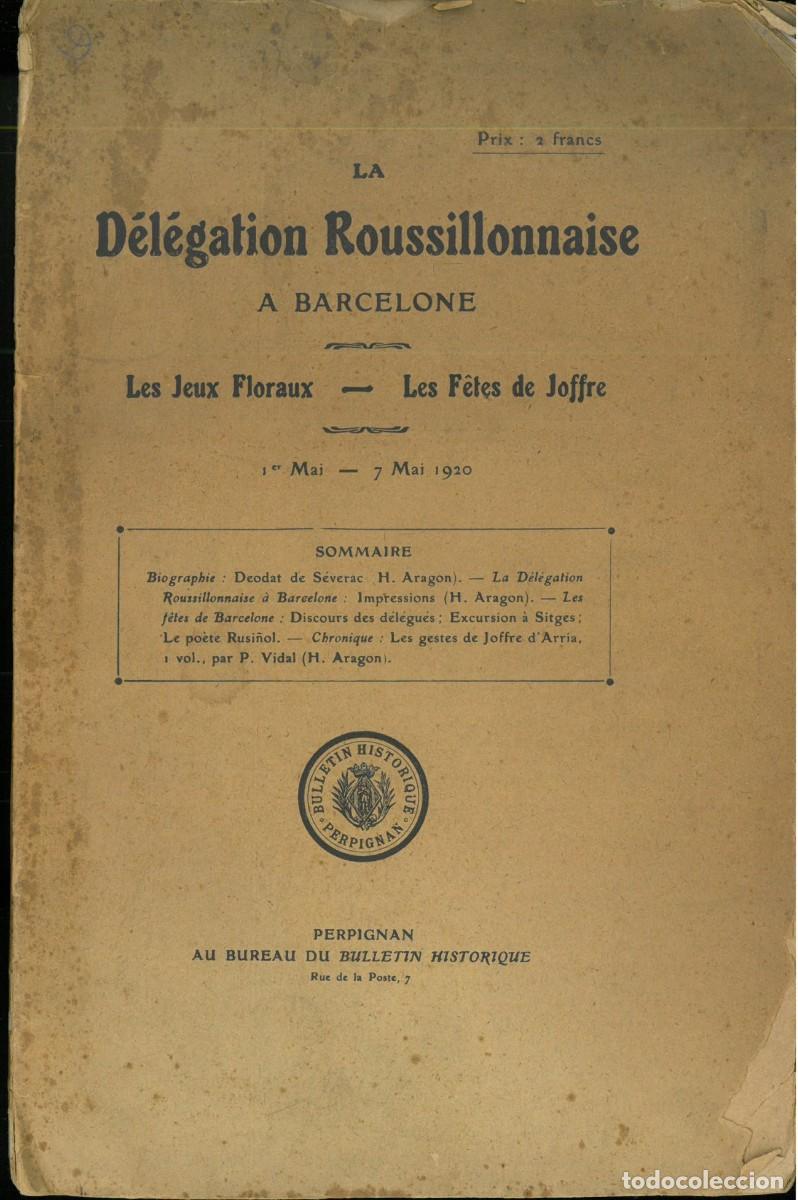 Prix : 2 francs
LA
Délégation Roussillonnaise
A BARCELONE
Les Jeux Floraux — Les Fêtes de Joffre
1er Mai — 7 Mai 1920
SOMMAIRE
Biographie : Deodat de Séverac H. Aragon). — La Délégation
Roussillonnaise à Barcelone : Impressions (H. Aragon). — Les
fêtes de Barcelone : Discours des délégués ; Excursion à Sitges ;
Le poète Rusiñol. — Chronique : Les gestes de Joffre d'Arria,
1 vol., par P. Vidal (H. Aragon).
BULLETIN HISTORIQUE
PERPIGNAN
PERPIGNAN
AU BUREAU DU BULLETIN HISTORIQUE
Rue de la Poste, 7
todocoleccion